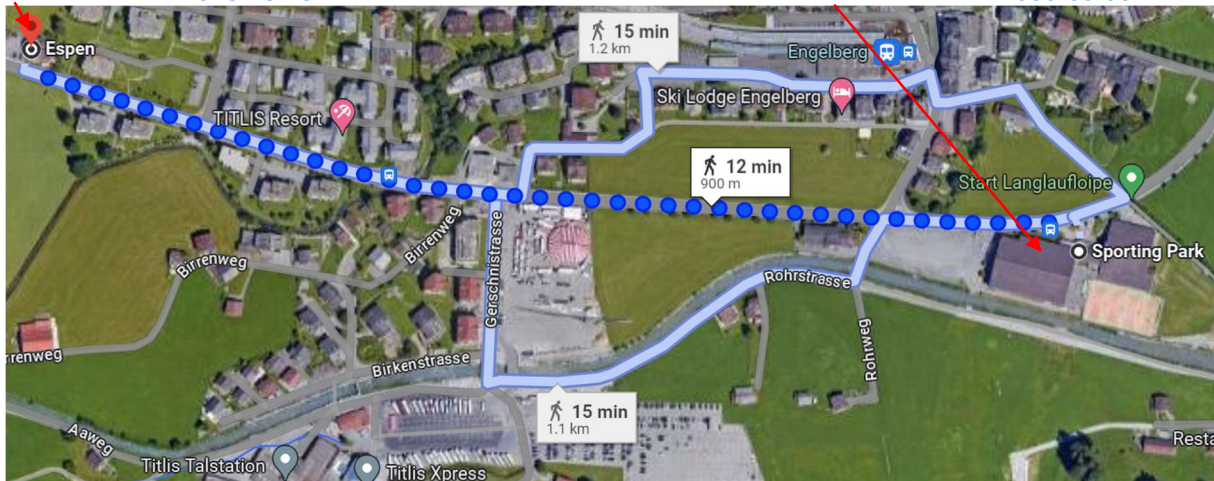 Espen
15 min
1.2 km
Engelberg
Ski Lodge Engelberg
TITLIS Resort
12 min
900 m
Start Langlaufloipe
Sporting Park
Birrenweg
Birrenweg
Gerschnistrasse
Rohrstrasse
Rohrweg
rrenweg
Birkenstrasse
15 min
1.1 km
Aaweg
Titlis Talstation
Titlis Xpress
Resta